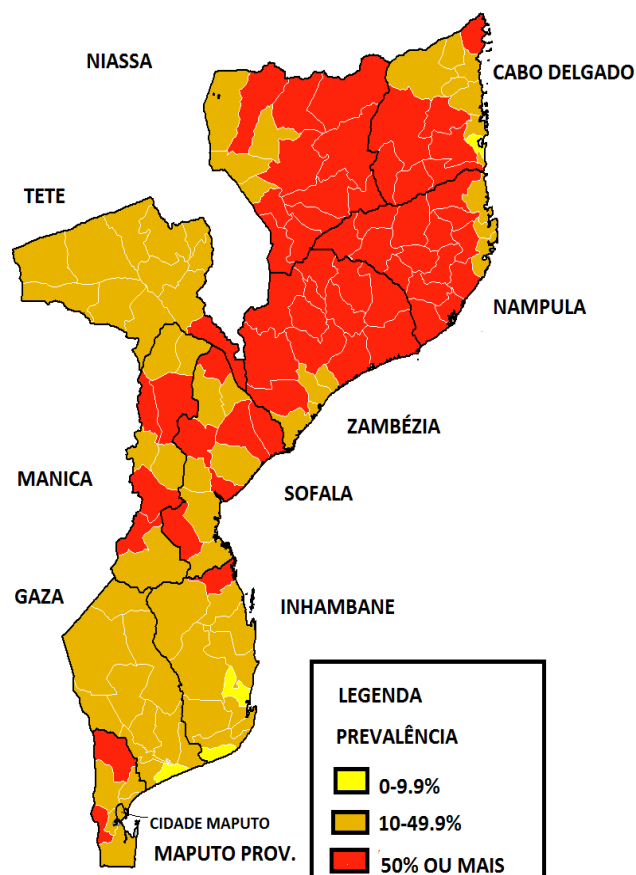 NIASSA
CABO DELGADO
TETE
NAMPULA
ZAMBÉZIA
MANICA
SOFALA
GAZA
INHAMBANE
CIDADE MAPUTO
MAPUTO PROV.
LEGENDA
PREVALÊNCIA
0-9.9%
10-49.9%
50% OU MAIS